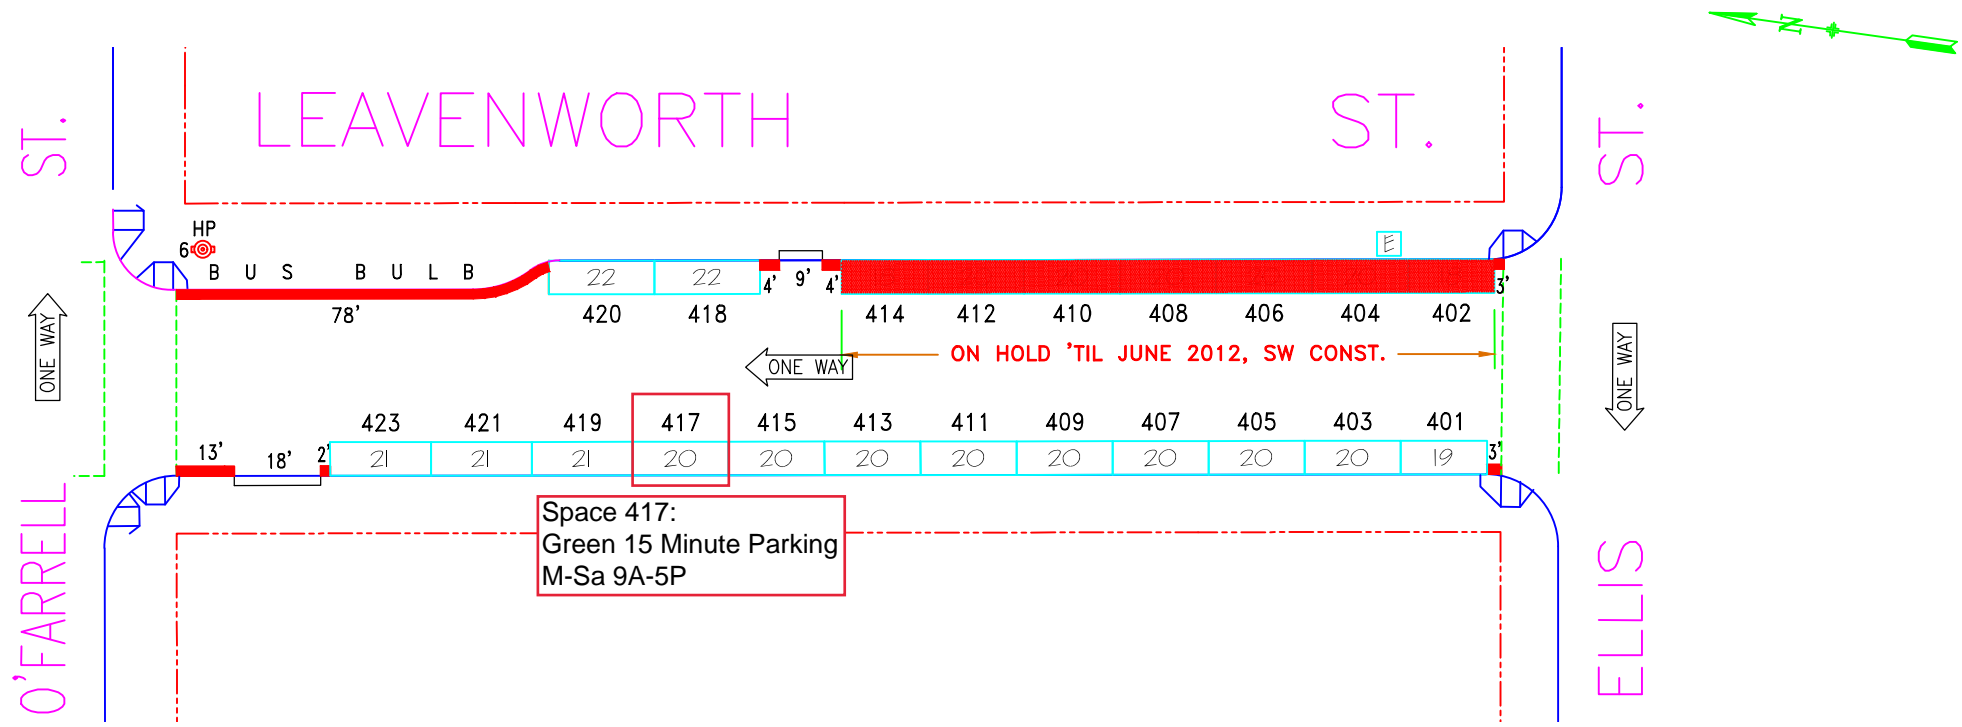 N
LEAVENWORTH ST.
ST.
ST.
HP
6
BUS BULB
E
22 22
4' 9' 4' 3'
78' 420 418 414 412 410 408 406 404 402
ON HOLD 'TIL JUNE 2012, SW CONST.
ONE WAY
ONE WAY
ONE WAY
423 421 419 417 415 413 411 409 407 405 403 401
13' 18' 2' 21 21 21 20 20 20 20 20 20 20 20 19 3'
Space 417:
Green 15 Minute Parking
M-Sa 9A-5P
O'FARRELL
ELLIS